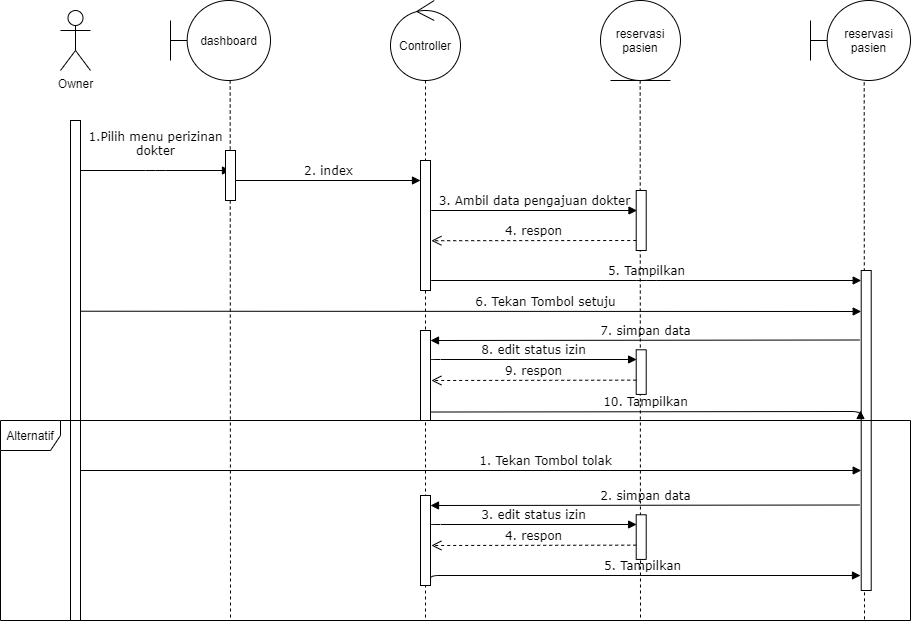 Owner
dashboard
Controller
reservasi
pasien
reservasi
pasien
1.Pilih menu perizinan
dokter
2. index
3. Ambil data pengajuan dokter
4. respon
5. Tampilkan
6. Tekan Tombol setuju
7. simpan data
8. edit status izin
9. respon
10. Tampilkan
Alternatif
1. Tekan Tombol tolak
2. simpan data
3. edit status izin
4. respon
5. Tampilkan